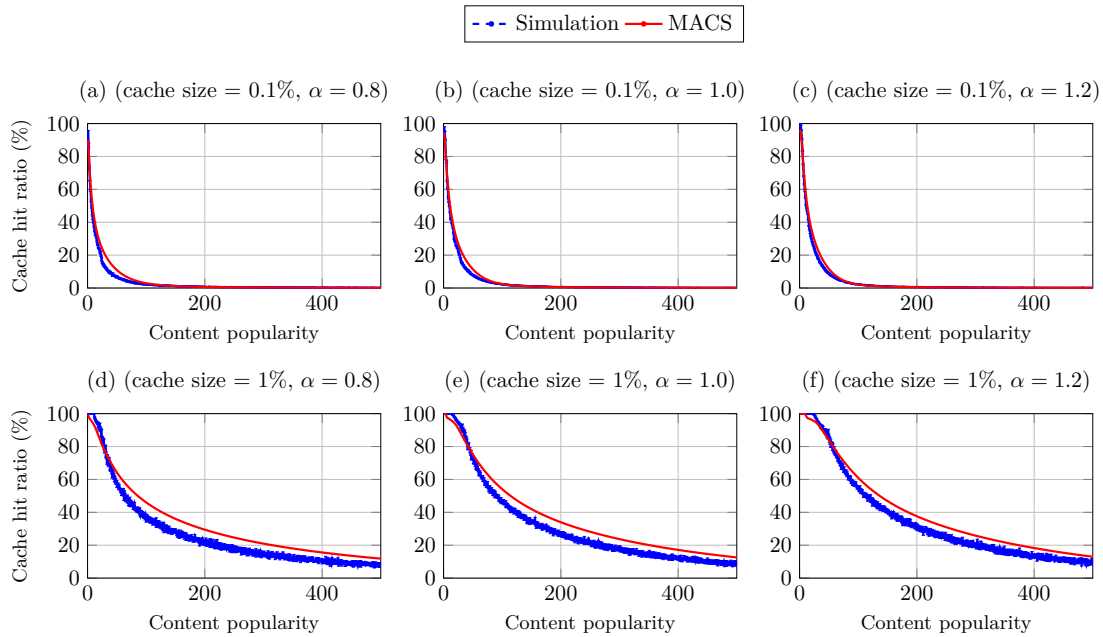 Simulation MACS
(a) (cache size = 0.1%, α = 0.8)
(b) (cache size = 0.1%, α = 1.0)
(c) (cache size = 0.1%, α = 1.2)
Cache hit ratio (%)
100
80
60
40
20
0
0 200 400
Content popularity
0 200 400
Content popularity
100
80
60
40
20
0
100
80
60
40
20
0
0 200 400
Content popularity
(d) (cache size = 1%, α = 0.8)
(e) (cache size = 1%, α = 1.0)
(f) (cache size = 1%, α = 1.2)
Cache hit ratio (%)
100
80
60
40
20
0
0 200 400
Content popularity
100
80
60
40
20
0
0 200 400
Content popularity
100
80
60
40
20
0
0 200 400
Content popularity